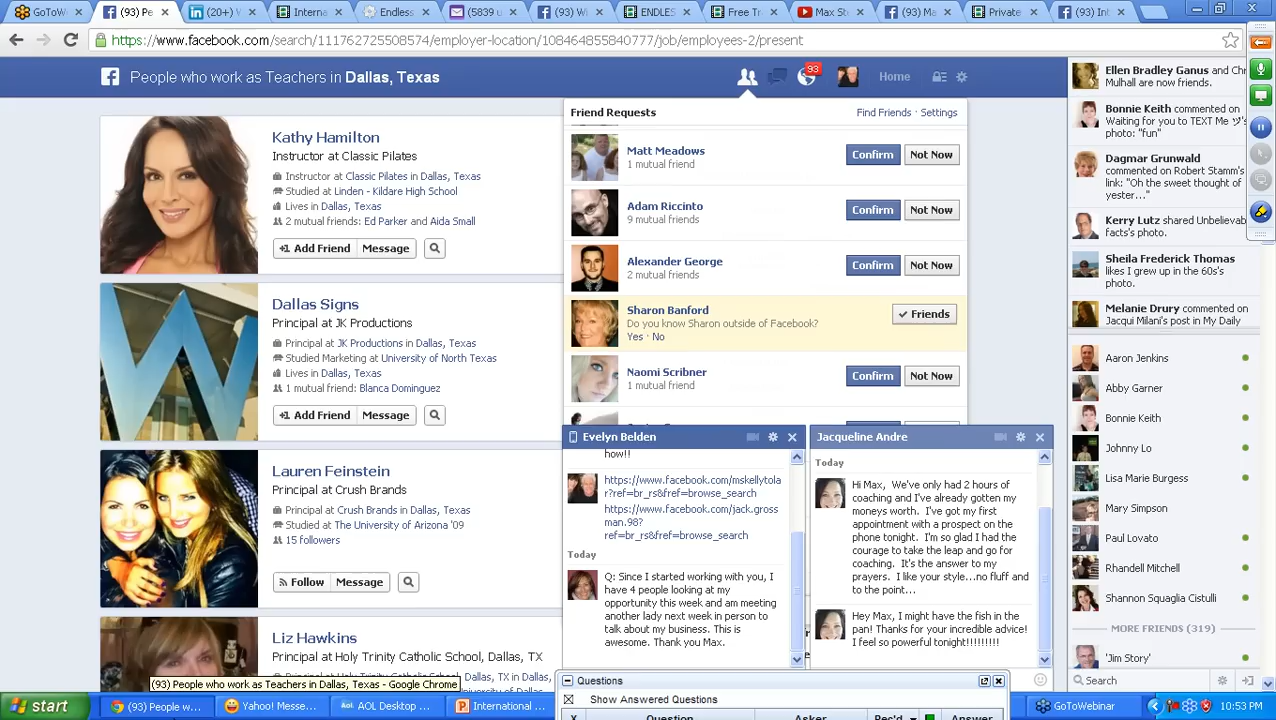 GoToWe
(93) Pe
(20+) W
Interna
Endless
(5839 u
(93) Wi
ENDLES
Free Tr
Max Stu
(93) Ma
Private
(93) Int
People who work as Teachers in Dallas, Texas
93
Home
Kathy Hamilton
Instructor at Classic Pilates
Instructor at Classic Pilates in Dallas, Texas
Studied at Linden - Kildare High School
Lives in Dallas, Texas
2 mutual friends: Ed Parker and Aida Small
+1 Add Friend
Message
Dallas Signs
Principal at JK Productions
Principal at JK Productions in Dallas, Texas
Studied Marketing at University of North Texas
Lives in Dallas, Texas
1 mutual friend: Blanca Dominguez
+1 Add Friend
Message
Lauren Feinstein
Principal at Crush Brands
Principal at Crush Brands in Dallas, Texas
Studied at The University of Arizona '09
15 followers
Follow
Message
Liz Hawkins
Principal at Holy Trinity Catholic School, Dallas,
(93) People who work as Teachers in Dallas, Texas - Google Chrome
Friend Requests
Find Friends · Settings
Matt Meadows
1 mutual friend
Confirm
Not Now
Adam Riccinto
9 mutual friends
Confirm
Not Now
Alexander George
2 mutual friends
Confirm
Not Now
Sharon Banford
Do you know Sharon outside of Facebook?
Yes · No
Friends
Naomi Scribner
1 mutual friend
Confirm
Not Now
Evelyn Belden
how!!
https://www.facebook.com/mskellytola
r?ref=br_rs&fref=browse_search
https://www.facebook.com/jack.gross
man.98?
ref=br_rs&fref=browse_search
Today
Q: Since I started working with you, I
have 4 people looking at my
opportunity this week and am meeting
another lady next week in person to
talk about my business. This is
awesome. Thank you Max.
Jacqueline Andre
Today
Hi Max, We've only had 2 hours of
coaching and I've already gotten my
moneys worth. I've got my first
appointment with a prospect on the
phone tonight. I'm so glad I had the
courage to take the leap and go for
coaching. It's the answer to my
prayers. I like your style...no fluff and
to the point...
Hey Max, I might have the fish in the
pan! Thanks for your incredible advice!
I feel so powerful tonight!!!!!!!!!!
Questions
Show Answered Questions
X
Question
Asker
Rec'd
Answer
Ellen Bradley Ganus and Chr
Mulhall are now friends.
Bonnie Keith commented on
Waiting for you to TEXT Me
photo: "fun"
Dagmar Grunwald
commented on Robert Stamm's
link: "Oh the sweet thought of
yester..."
Kerry Lutz shared Unbelievab
facts's photo.
Sheila Frederick Thomas
likes I grew up in the 60s's
photo.
Melanie Drury commented
on Jacqui Milani's post in My Daily
Aaron Jenkins
Abby Garner
Bonnie Keith
Johnny Lo
Lisa Marie Burgess
Mary Simpson
Paul Lovato
Rhandell Mitchell
Shannon Squaglia Cistulli
MORE FRIENDS (319)
'Jim Story'
Search
start
(93) People w...
Yahoo! Messe...
AOL Desktop ...
International ...
GoToWebinar
10:53 PM